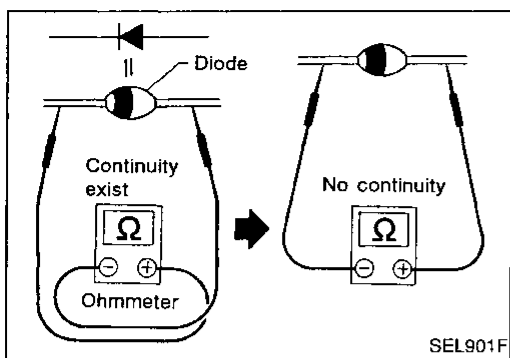 Diode
Continuity
exist
Ω
− +
Ohmmeter
No continuity
Ω
− +
SEL901F